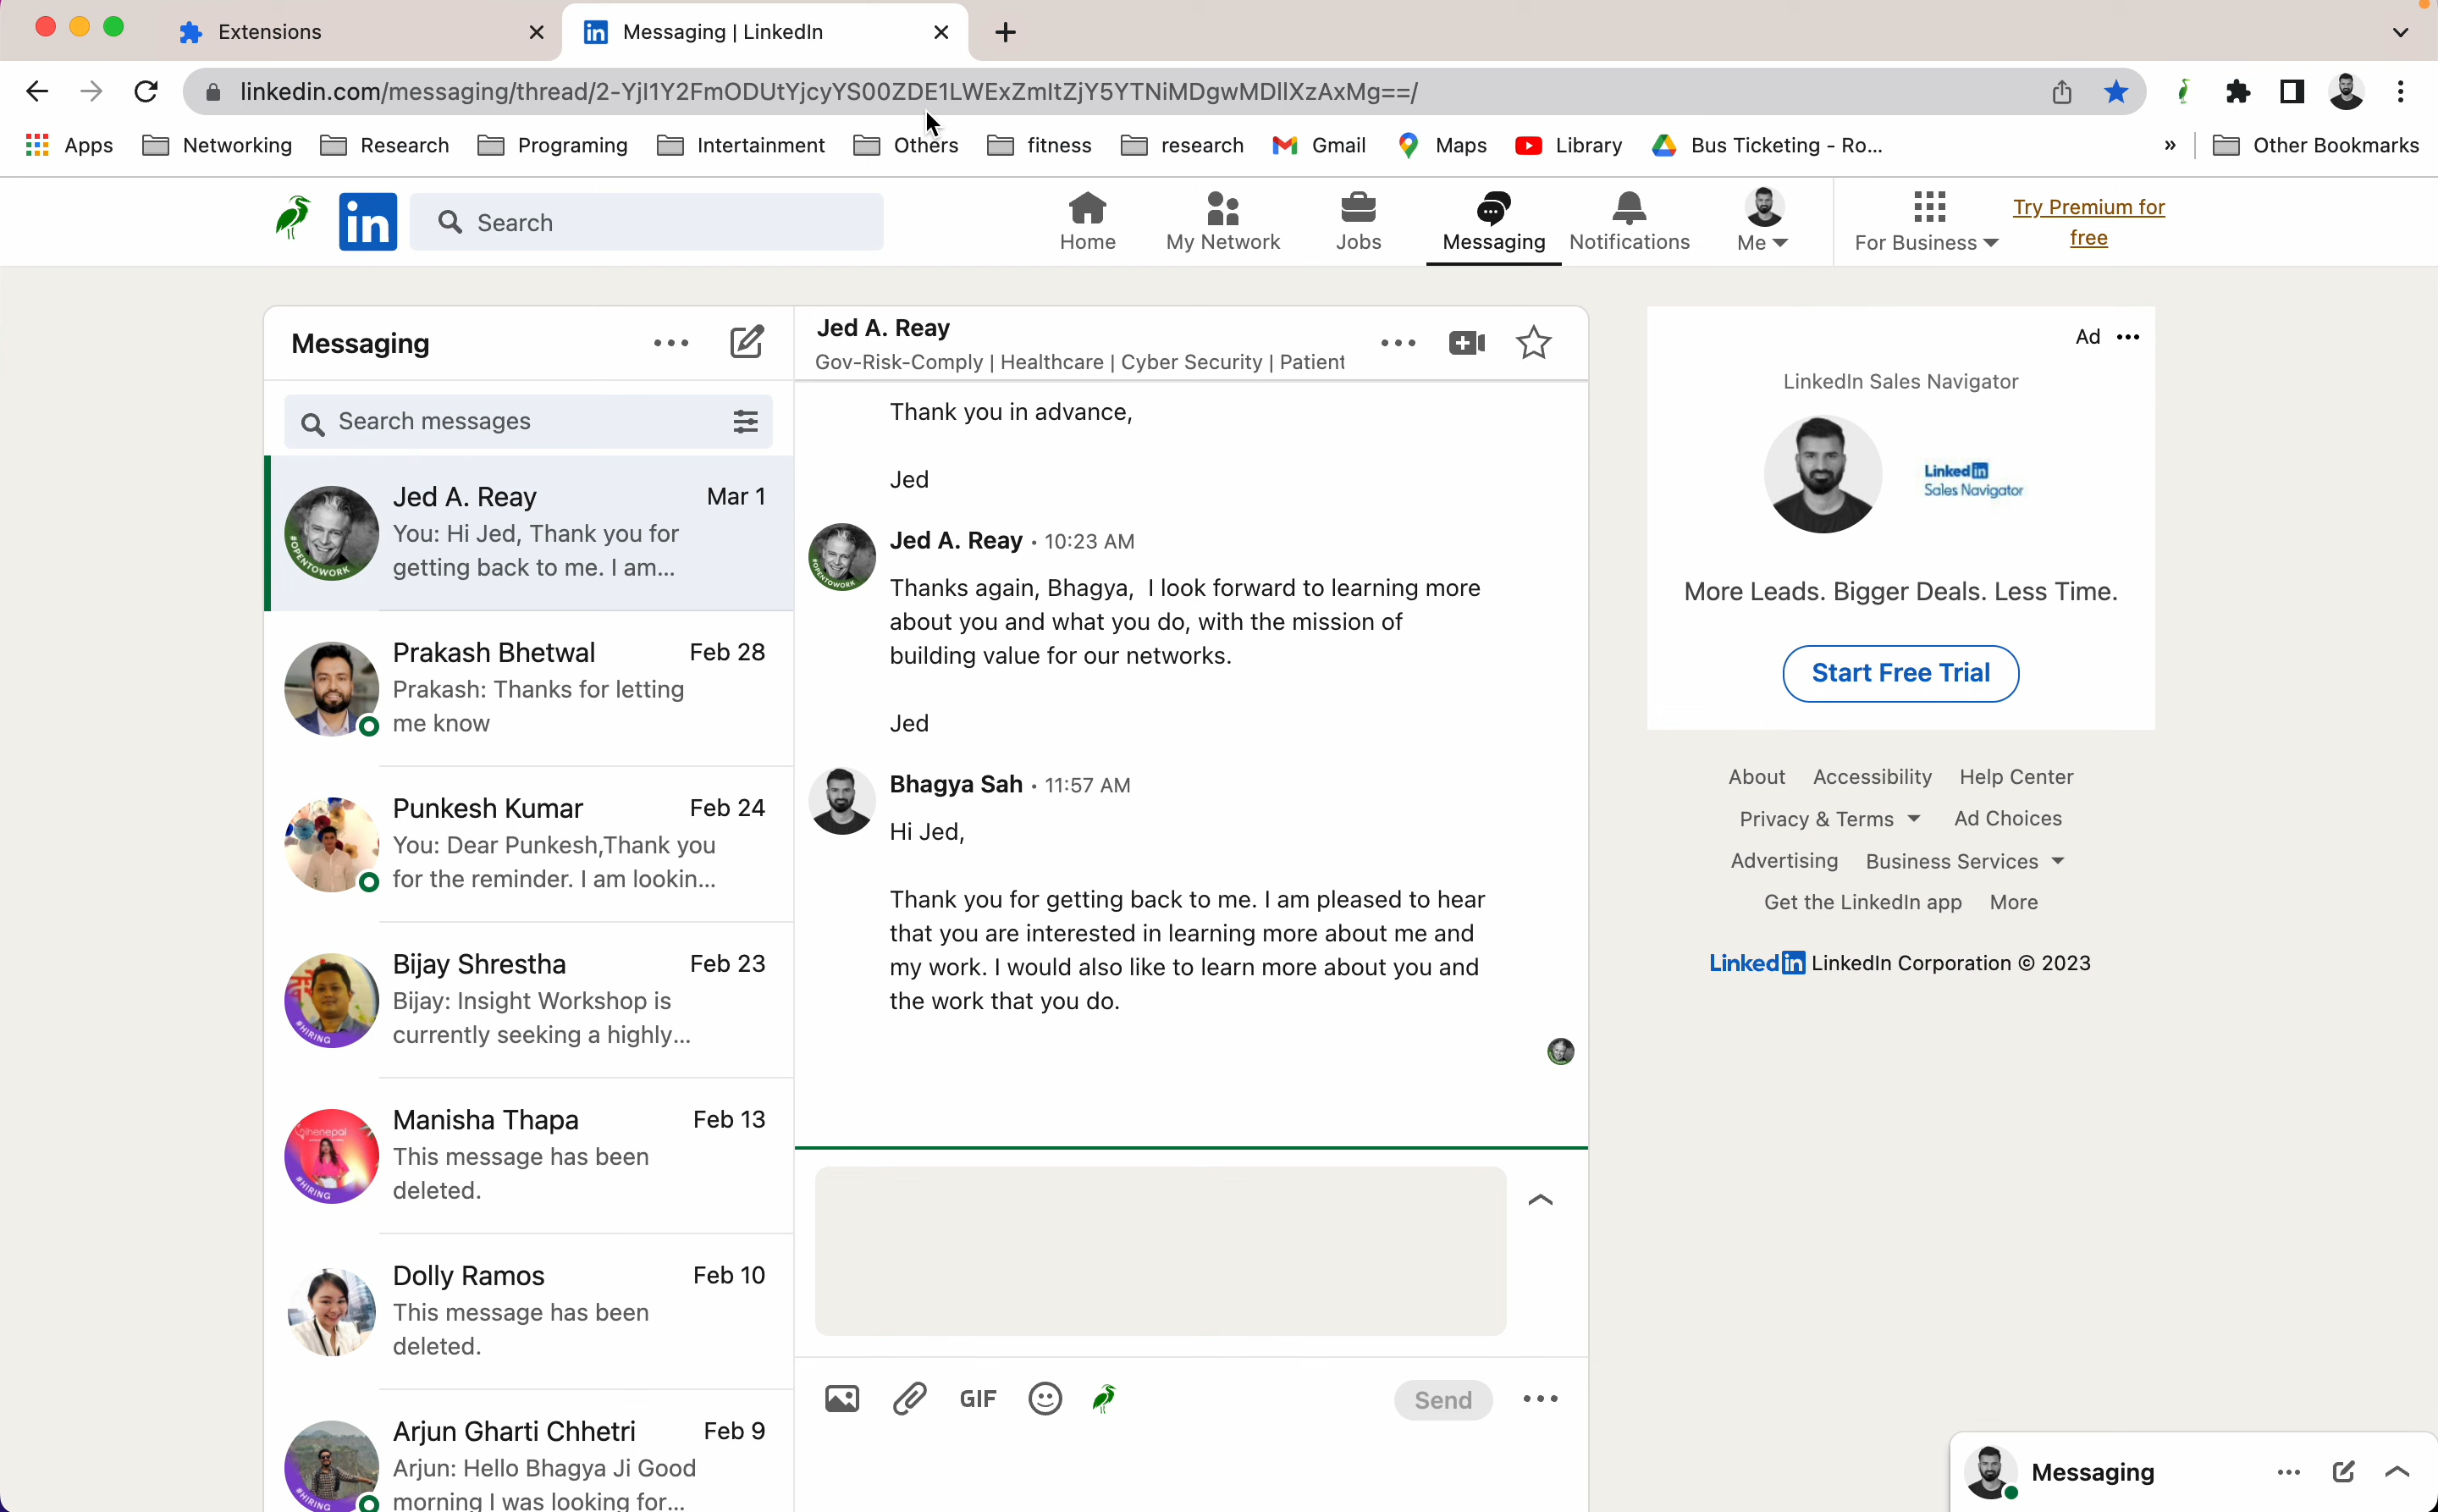 Extensions
Messaging | LinkedIn
linkedin.com/messaging/thread/2-YjI1Y2FmODUtYjcyYS00ZDE1LWExZmItZjY5YTNiMDgwMDllXzAxMg==/
Apps Networking Research Programing Intertainment Others fitness research Gmail Maps Library Bus Ticketing - Ro... » Other Bookmarks
in Search
Home My Network Jobs Messaging Notifications Me For Business
Try Premium for
free
Messaging
Search messages
Jed A. Reay Mar 1
You: Hi Jed, Thank you for
getting back to me. I am...
#OPENTOWORK
Prakash Bhetwal Feb 28
Prakash: Thanks for letting
me know
Punkesh Kumar Feb 24
You: Dear Punkesh,Thank you
for the reminder. I am lookin...
Bijay Shrestha Feb 23
Bijay: Insight Workshop is
currently seeking a highly...
#HIRING
Manisha Thapa Feb 13
This message has been
deleted.
#HIRING
Dolly Ramos Feb 10
This message has been
deleted.
Arjun Gharti Chhetri Feb 9
Arjun: Hello Bhagya Ji Good
morning I was looking for...
#HIRING
Jed A. Reay
Gov-Risk-Comply | Healthcare | Cyber Security | Patient
Thank you in advance,
Jed
Jed A. Reay • 10:23 AM
#OPENTOWORK
Thanks again, Bhagya, I look forward to learning more
about you and what you do, with the mission of
building value for our networks.
Jed
Bhagya Sah • 11:57 AM
Hi Jed,
Thank you for getting back to me. I am pleased to hear
that you are interested in learning more about me and
my work. I would also like to learn more about you and
the work that you do.
GIF
Send
Ad
LinkedIn Sales Navigator
Linked in
Sales Navigator
More Leads. Bigger Deals. Less Time.
Start Free Trial
About Accessibility Help Center
Privacy & Terms Ad Choices
Advertising Business Services
Get the LinkedIn app More
Linked in LinkedIn Corporation © 2023
Messaging